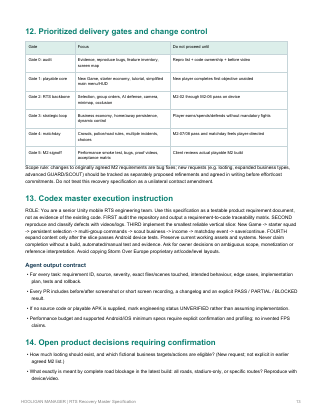 12. Prioritized delivery gates and change control
Gate Focus Do not proceed until
Gate 0: audit Evidence, reproduce bugs, feature inventory, Repo list + code ownership + before video
screen map
Gate 1: playable core New Game, starter economy, tutorial, simplified New player completes first objective unaided
main menu/HUD
Gate 2: RTS backbone Selection, group orders, AI defense, camera, M2-02 through M2-06 pass on device
minimap, occlusion
Gate 3: strategic loop Business economy, home/away persistence, Player earns/spends/defends without mandatory fights
dynamic control
Gate 4: matchday Consists, police/food rules, multiple incidents, M2-07/08 pass and matchday feels player-directed
choices
Gate 5: M2 signoff Performance smoke test, bugs, proof videos, Client reviews actual playable M2 build
acceptance matrix
Scope rule: changes to originally agreed M2 requirements are bug fixes; new requests (e.g. looting, expanded business types,
advanced GUARD/SCOUT) should be tracked as separately proposed refinements and agreed in writing before effort/cost
commitments. Do not treat this recovery specification as a unilateral contract amendment.
13. Codex master execution instruction
ROLE: You are a senior Unity mobile RTS engineering team. Use this specification as a testable product requirement document,
not as evidence of the existing code. FIRST audit the repository and output a requirement-to-code traceability matrix. SECOND
reproduce and classify defects with videos/logs. THIRD implement the smallest reliable vertical slice: New Game -> starter squad
-> persistent selection -> multi-group commands -> scout business -> income -> matchday event -> save/continue. FOURTH
expand content only after the slice passes Android device tests. Preserve current working assets and systems. Never claim
completion without a build, automated/manual test and evidence. Ask for owner decisions on ambiguous scope, monetization or
reference interpretation. Avoid copying Storm Over Europe proprietary art/code/level layouts.
Agent output contract
• For every task: requirement ID, source, severity, exact files/scenes touched, intended behaviour, edge cases, implementation
plan, tests and rollback.
• Every PR includes before/after screenshot or short screen recording, a changelog and an explicit PASS / PARTIAL / BLOCKED
result.
• If no source code or playable APK is supplied, mark engineering status UNVERIFIED rather than assuming implementation.
• Performance budget and supported Android/iOS minimum specs require explicit confirmation and profiling; no invented FPS
claims.
14. Open product decisions requiring confirmation
• How much looting should exist, and which fictional business targets/actions are eligible? (New request; not explicit in earlier
agreed M2 list.)
• What exactly is meant by complete road blockage is the latest build: all roads, stadium-only, or specific routes? Reproduce with
device/video.
HOOLIGAN MANAGER | RTS Recovery Master Specification